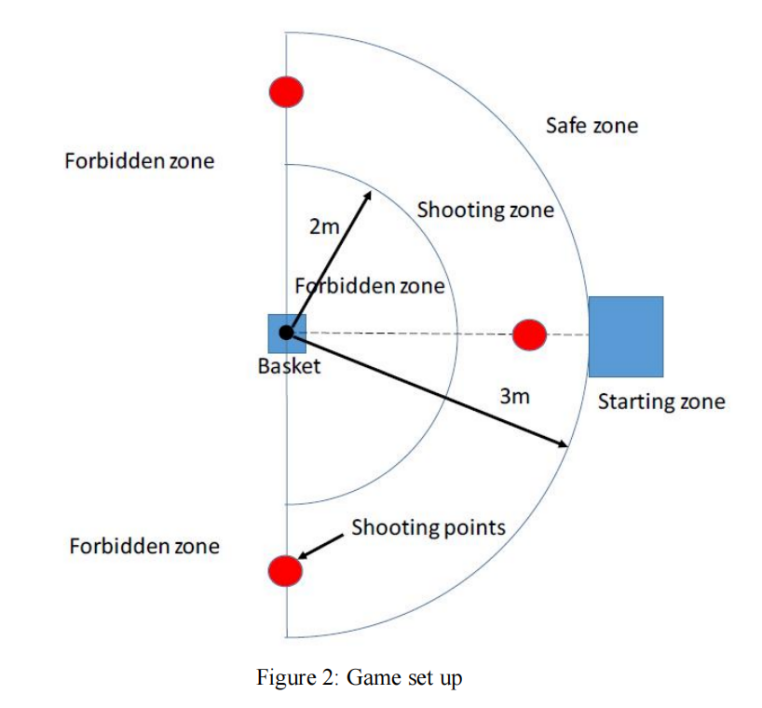 Safe zone
Forbidden zone
Shooting zone
2m
Forbidden zone
Basket
3m
Starting zone
Shooting points
Forbidden zone
Figure 2: Game set up